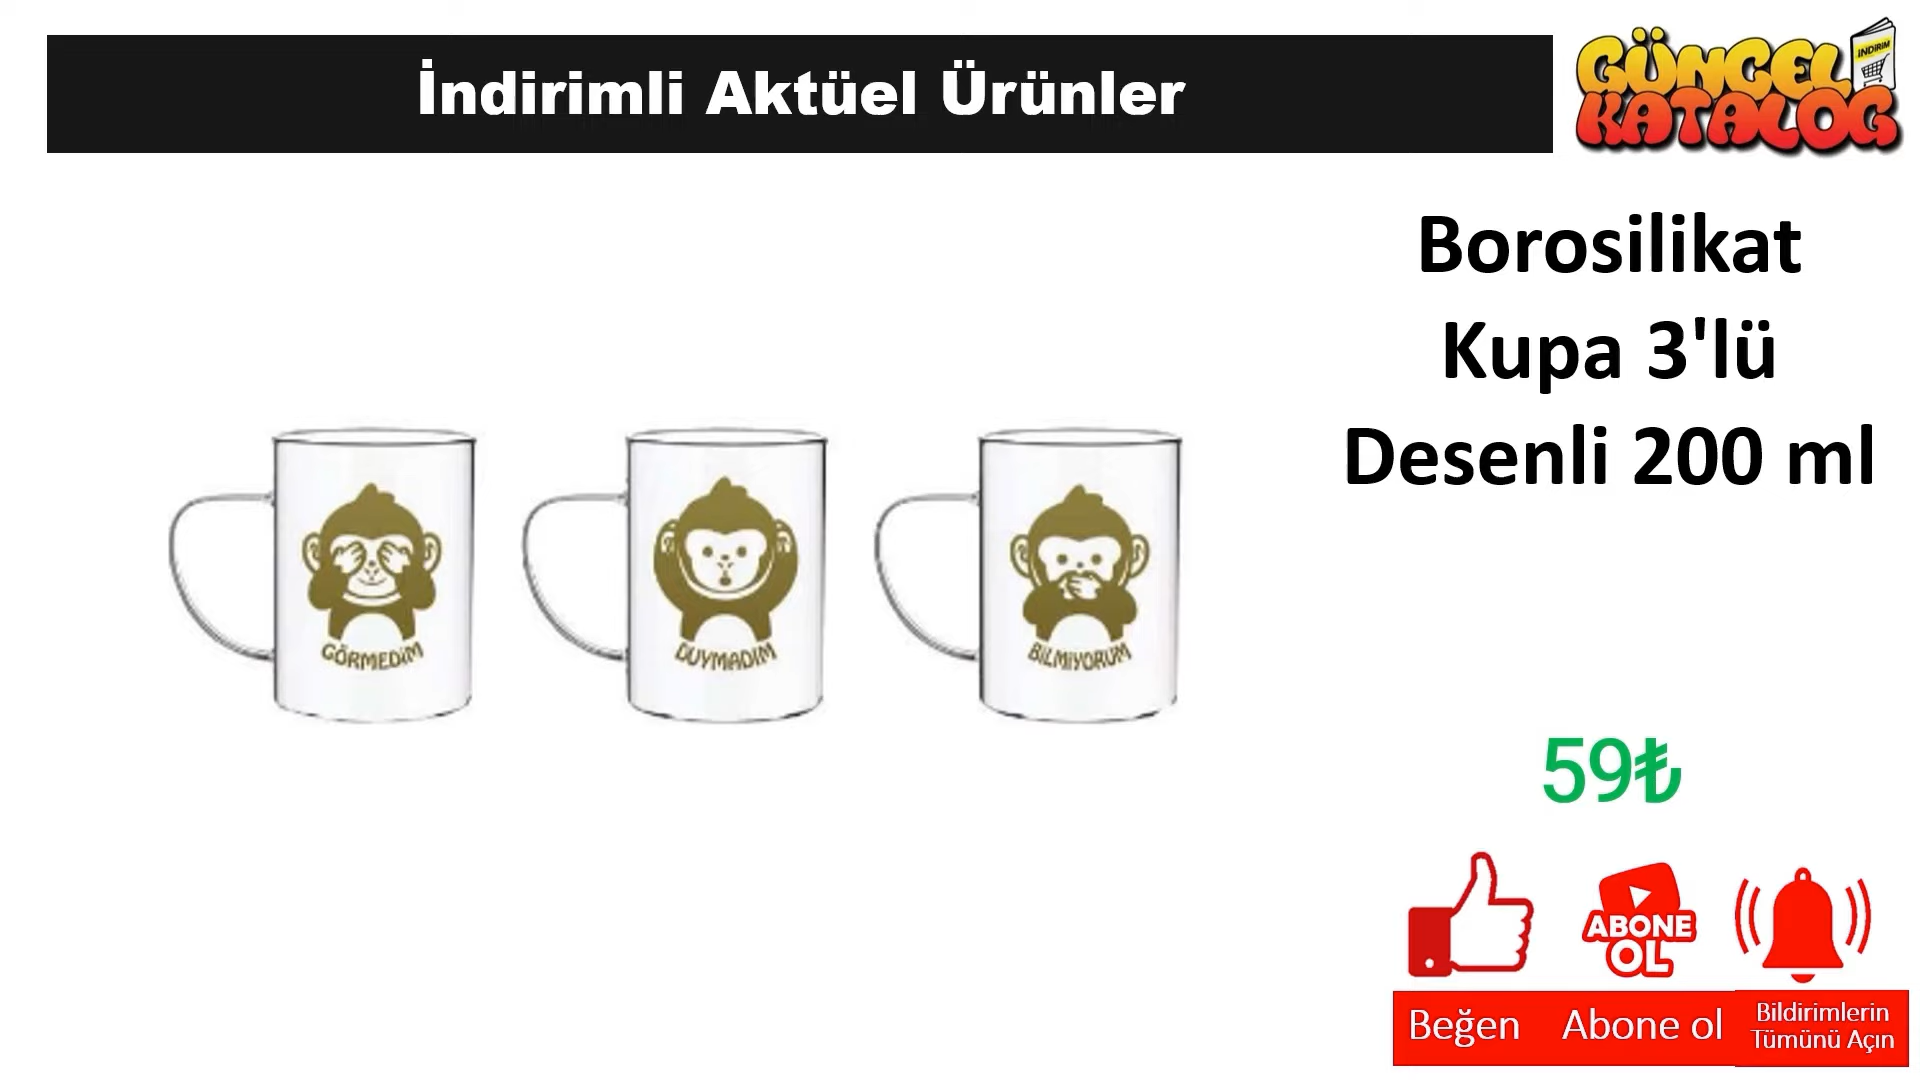 İndirimli Aktüel Ürünler
GÜNCEL
KATALOG
İNDİRİM
Borosilikat
Kupa 3'lü
Desenli 200 ml
GÖRMEDİM
DUYMADIM
BİLMİYORUM
59₺
ABONE
OL
Beğen
Abone ol
Bildirimlerin
Tümünü Açın